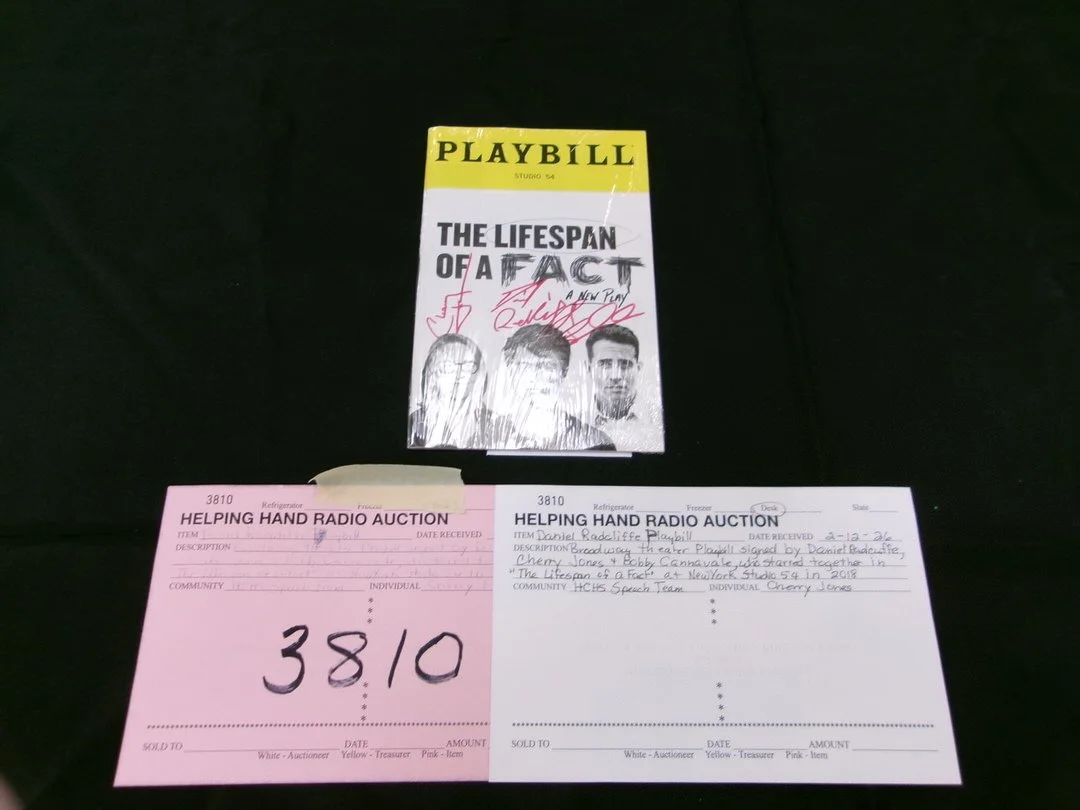 PLAYBILL
STUDIO 54
THE LIFESPAN
OF A FACT
A NEW PLAY
3810
Refrigerator Freezer
HELPING HAND RADIO AUCTION
ITEM DATE RECEIVED
DESCRIPTION
COMMUNITY INDIVIDUAL
3810
SOLD TO DATE AMOUNT
White - Auctioneer Yellow - Treasurer Pink - Item
3810
Refrigerator Freezer Desk
HELPING HAND RADIO AUCTION
ITEM Daniel Radcliffe Playbill DATE RECEIVED 2-12-26
DESCRIPTION Broadway theater Playbill signed by Daniel Radcliffe,
Cherry Jones + Bobby Cannavale, who starred together in
"The Lifespan of a Fact" at New York Studio 54 in 2018
COMMUNITY HCHS Speech Team INDIVIDUAL Cherry Jones
SOLD TO DATE AMOUNT
White - Auctioneer Yellow - Treasurer Pink - Item